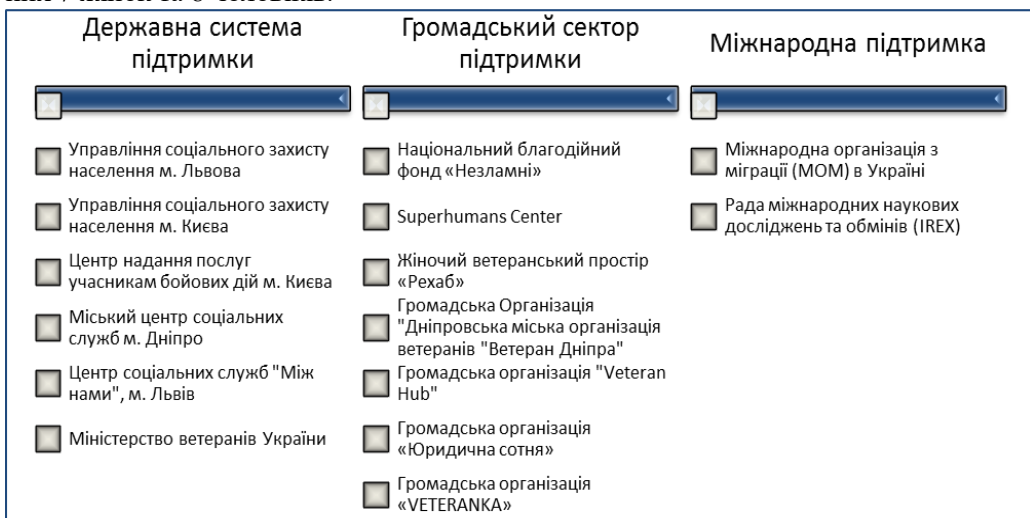 Державна система
підтримки
Управління соціального захисту
населення м. Львова
Управління соціального захисту
населення м. Києва
Центр надання послуг
учасникам бойових дій м. Києва
Міський центр соціальних
служб м. Дніпро
Центр соціальних служб "Між
нами", м. Львів
Міністерство ветеранів України
Громадський сектор
підтримки
Національний благодійний
фонд «Незламні»
Superhumans Center
Жіночий ветеранський простір
«Рехаб»
Громадська Організація
"Дніпровська міська організація
ветеранів "Ветеран Дніпра"
Громадська організація "Veteran
Hub"
Громадська організація
«Юридична сотня»
Громадська організація
«VETERANKA»
Міжнародна підтримка
Міжнародна організація з
міграції (МОМ) в Україні
Рада міжнародних наукових
досліджень та обмінів (IREX)